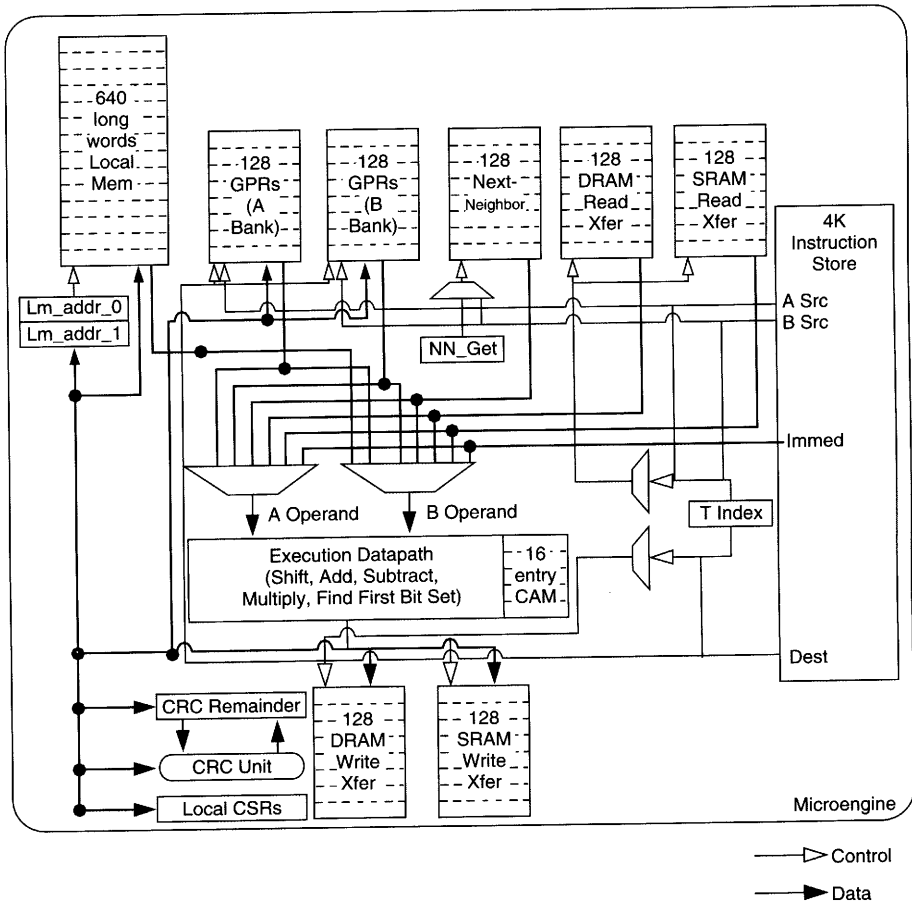 640
long
words
Local
Mem
128
GPRs
(A
Bank)
128
GPRs
(B
Bank)
128
Next-
Neighbor
128
DRAM
Read
Xfer
128
SRAM
Read
Xfer
4K
Instruction
Store
Lm_addr_0
Lm_addr_1
A Src
B Src
NN_Get
Immed
T Index
A Operand
B Operand
Execution Datapath
(Shift, Add, Subtract,
Multiply, Find First Bit Set)
16
entry
CAM
Dest
CRC Remainder
CRC Unit
Local CSRs
128
DRAM
Write
Xfer
128
SRAM
Write
Xfer
Microengine
Control
Data